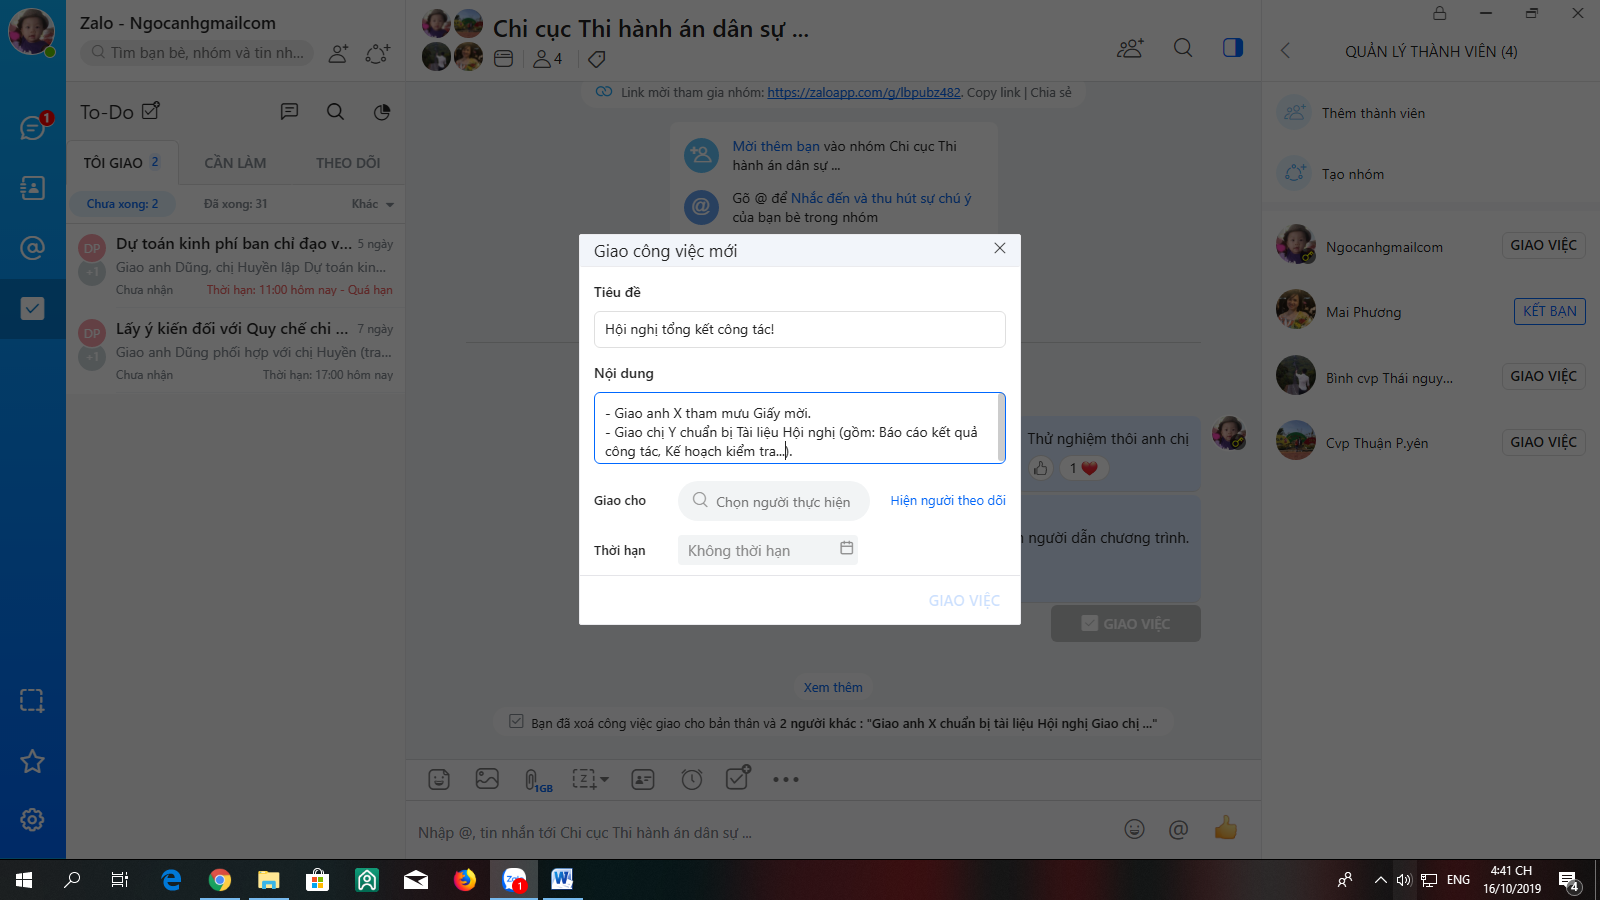 Zalo - Ngocanhgmailcom
Tìm bạn bè, nhóm và tin nh...
To-Do
TÔI GIAO 2
CẦN LÀM
THEO DÕI
Chưa xong: 2
Đã xong: 31
Khác
DP
+1
Dự toán kinh phí ban chỉ đạo v...
5 ngày
Giao anh Dũng, chị Huyền lập Dự toán kin...
Chưa nhận
Thời hạn: 11:00 hôm nay - Quá hạn
DP
+1
Lấy ý kiến đối với Quy chế chi ...
7 ngày
Giao anh Dũng phối hợp với chị Huyền (tra...
Chưa nhận
Thời hạn: 17:00 hôm nay
1
Chi cục Thi hành án dân sự ...
4
Link mời tham gia nhóm: https://zaloapp.com/g/lbpubz482. Copy link | Chia sẻ
Mời thêm bạn vào nhóm Chi cục Thi
hành án dân sự ...
Gõ @ để Nhắc đến và thu hút sự chú ý
của bạn bè trong nhóm
Giao công việc mới
Tiêu đề
Hội nghị tổng kết công tác!
Nội dung
- Giao anh X tham mưu Giấy mời.
- Giao chị Y chuẩn bị Tài liệu Hội nghị (gồm: Báo cáo kết quả
công tác, Kế hoạch kiểm tra...).
Giao cho
Chọn người thực hiện
Hiện người theo dõi
Thời hạn
Không thời hạn
GIAO VIỆC
Thử nghiệm thôi anh chị
1
người dẫn chương trình.
GIAO VIỆC
Xem thêm
Bạn đã xoá công việc giao cho bản thân và 2 người khác : "Giao anh X chuẩn bị tài liệu Hội nghị Giao chị ..."
1GB
Nhập @, tin nhắn tới Chi cục Thi hành án dân sự ...
QUẢN LÝ THÀNH VIÊN (4)
Thêm thành viên
Tạo nhóm
Ngocanhgmailcom
GIAO VIỆC
Mai Phương
KẾT BẠN
Bình cvp Thái nguy...
GIAO VIỆC
Cvp Thuận P.yên
GIAO VIỆC
1
ENG
4:41 CH
16/10/2019
4